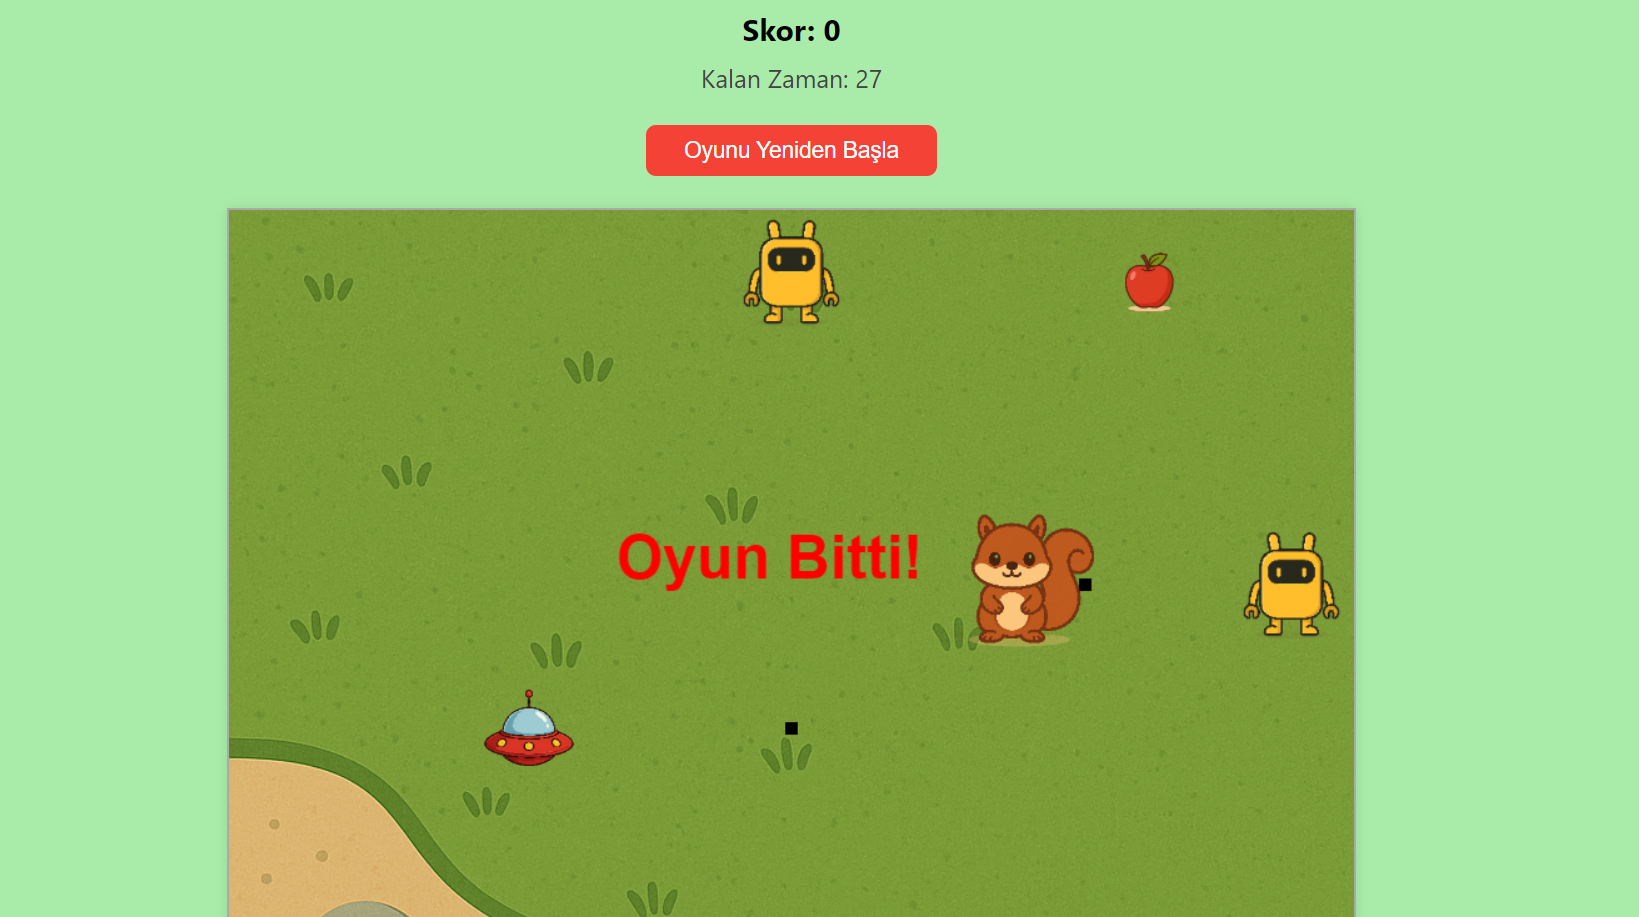 Skor: 0
Kalan Zaman: 27
Oyunu Yeniden Başla
Oyun Bitti!